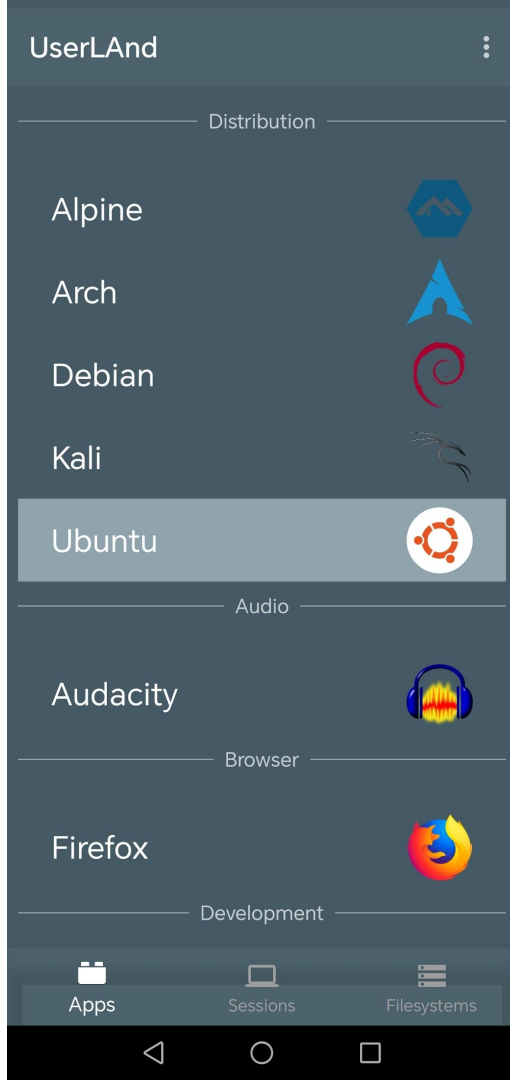 UserLAnd
Distribution
Alpine
Arch
Debian
Kali
Ubuntu
Audio
Audacity
Browser
Firefox
Development
Apps
Sessions
Filesystems